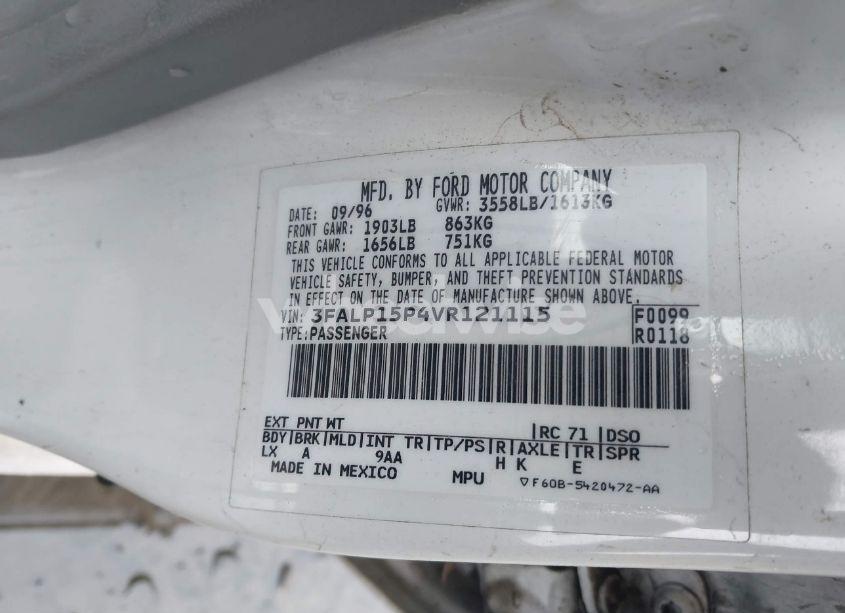 MFD. BY FORD MOTOR COMPANY
DATE: 09/96 GVWR: 3558LB/1613KG
FRONT GAWR: 1903LB 863KG
REAR GAWR: 1656LB 751KG
THIS VEHICLE CONFORMS TO ALL APPLICABLE FEDERAL MOTOR
VEHICLE SAFETY, BUMPER, AND THEFT PREVENTION STANDARDS
IN EFFECT ON THE DATE OF MANUFACTURE SHOWN ABOVE.
VIN: 3FALP15P4VR121115 F0099
TYPE: PASSENGER R0118
EXT PNT WT RC 71 DSO
BDY BRK MLD INT TR TP/PS R AXLE TR SPR
LX A 9AA H K E
MADE IN MEXICO MPU F60B-5420472-AA